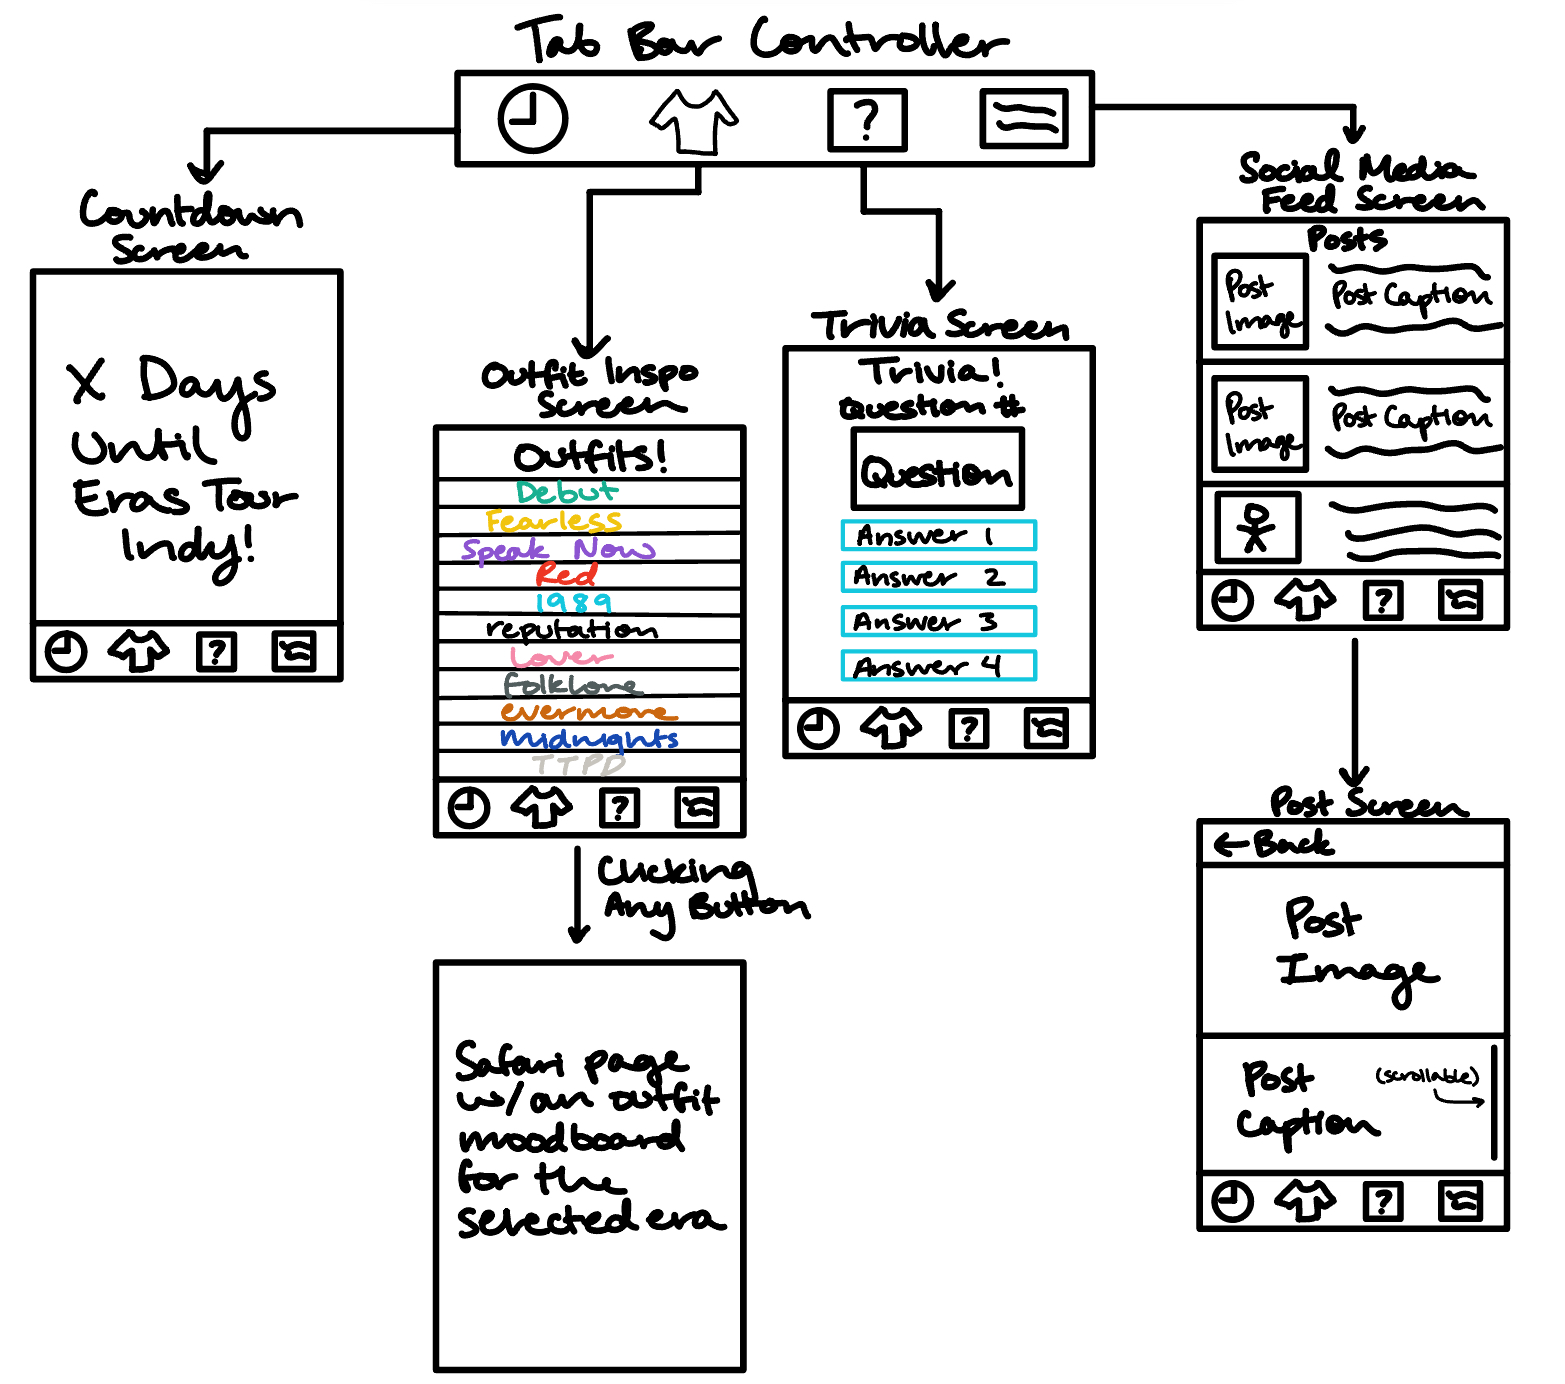 Tab Bar Controller
?
Countdown
Screen
X Days
Until
Eras Tour
Indy!
?
Outfit Inspo
Screen
Outfits!
Debut
Fearless
Speak Now
Red
1989
reputation
Lover
folklore
evermore
midnights
TTPD
?
Clicking
Any Button
Safari page
w/an outfit
moodboard
for the
selected era
Trivia Screen
Trivia!
Question #
Question
Answer 1
Answer 2
Answer 3
Answer 4
?
Social Media
Feed Screen
Posts
Post
Image
Post Caption
Post
Image
Post Caption
?
Post Screen
← Back
Post
Image
Post
Caption
(scrollable)
?